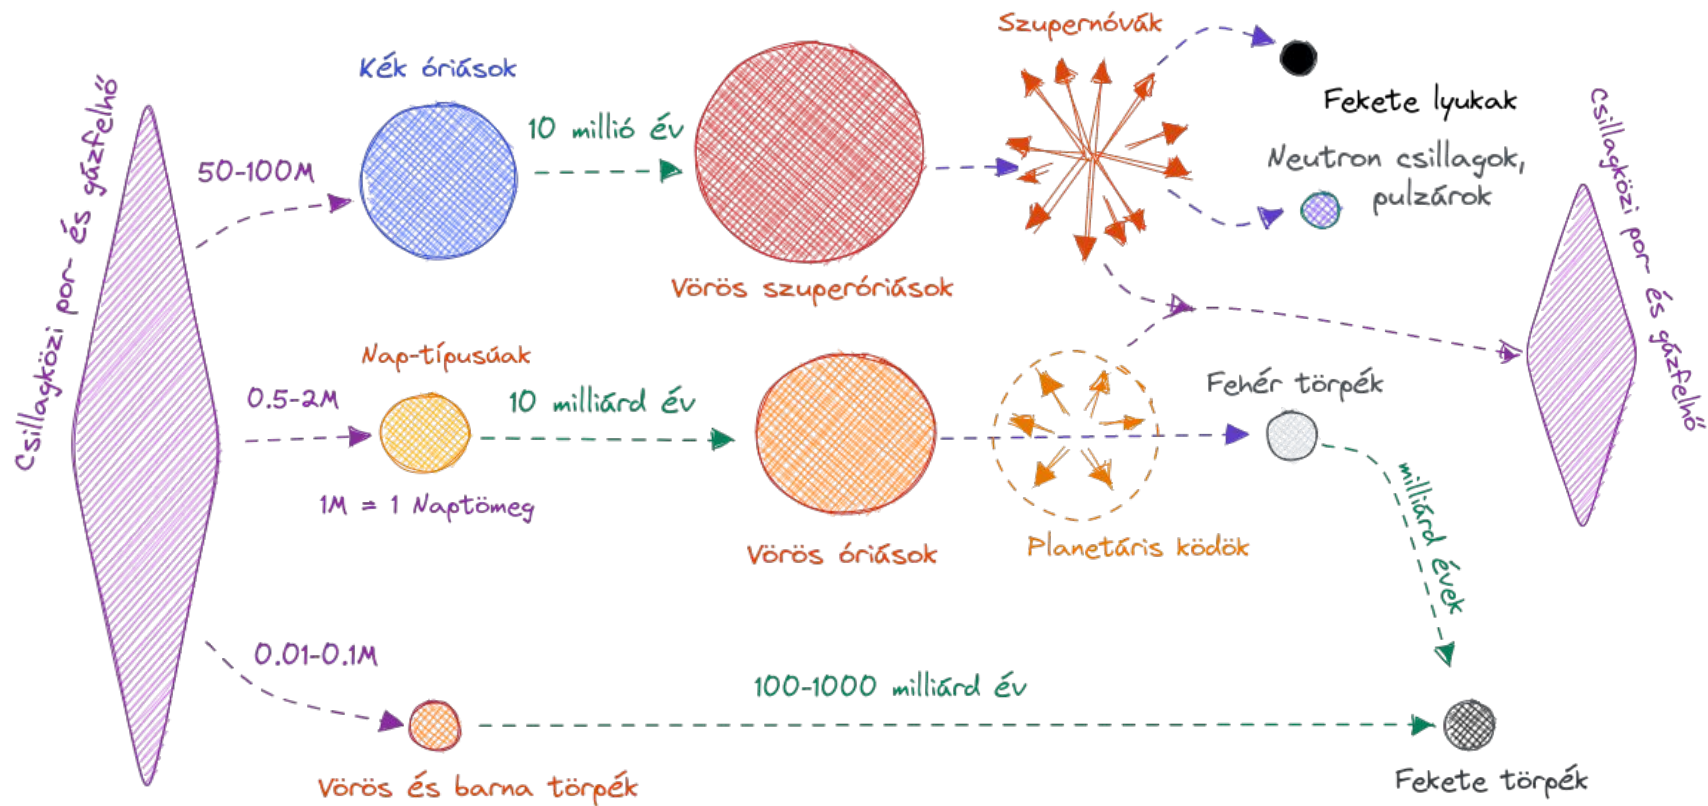 Csillagközi por- és gázfelhő
50-100M
Kék óriások
10 millió év
Vörös szuperóriások
Szupernóvák
Fekete lyukak
Neutron csillagok,
pulzárok
Csillagközi por- és gázfelhő
0.5-2M
Nap-típusúak
1M = 1 Naptömeg
10 milliárd év
Vörös óriások
Planetáris ködök
Fehér törpék
milliárd évek
0.01-0.1M
Vörös és barna törpék
100-1000 milliárd év
Fekete törpék